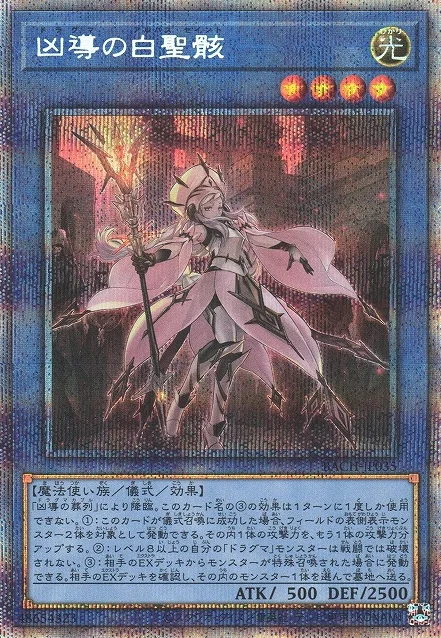 凶導の白聖骸
光
BACH-JP035
【魔法使い族／儀式／効果】
「凶導の葬列」により降臨。このカード名の③の効果は１ターンに１度しか使用
できない。①：このカードが儀式召喚に成功した場合、フィールドの表側表示モン
スター２体を対象として発動できる。その内１体の攻撃力を、もう１体の攻撃力分
アップする。②：レベル８以上の自分の「ドラグマ」モンスターは戦闘では破壊
されない。③：相手のEXデッキからモンスターが特殊召喚された場合に発動
できる。相手のEXデッキを確認し、その内のモンスター１体を選んで墓地へ送る。
ATK/ 500 DEF/2500